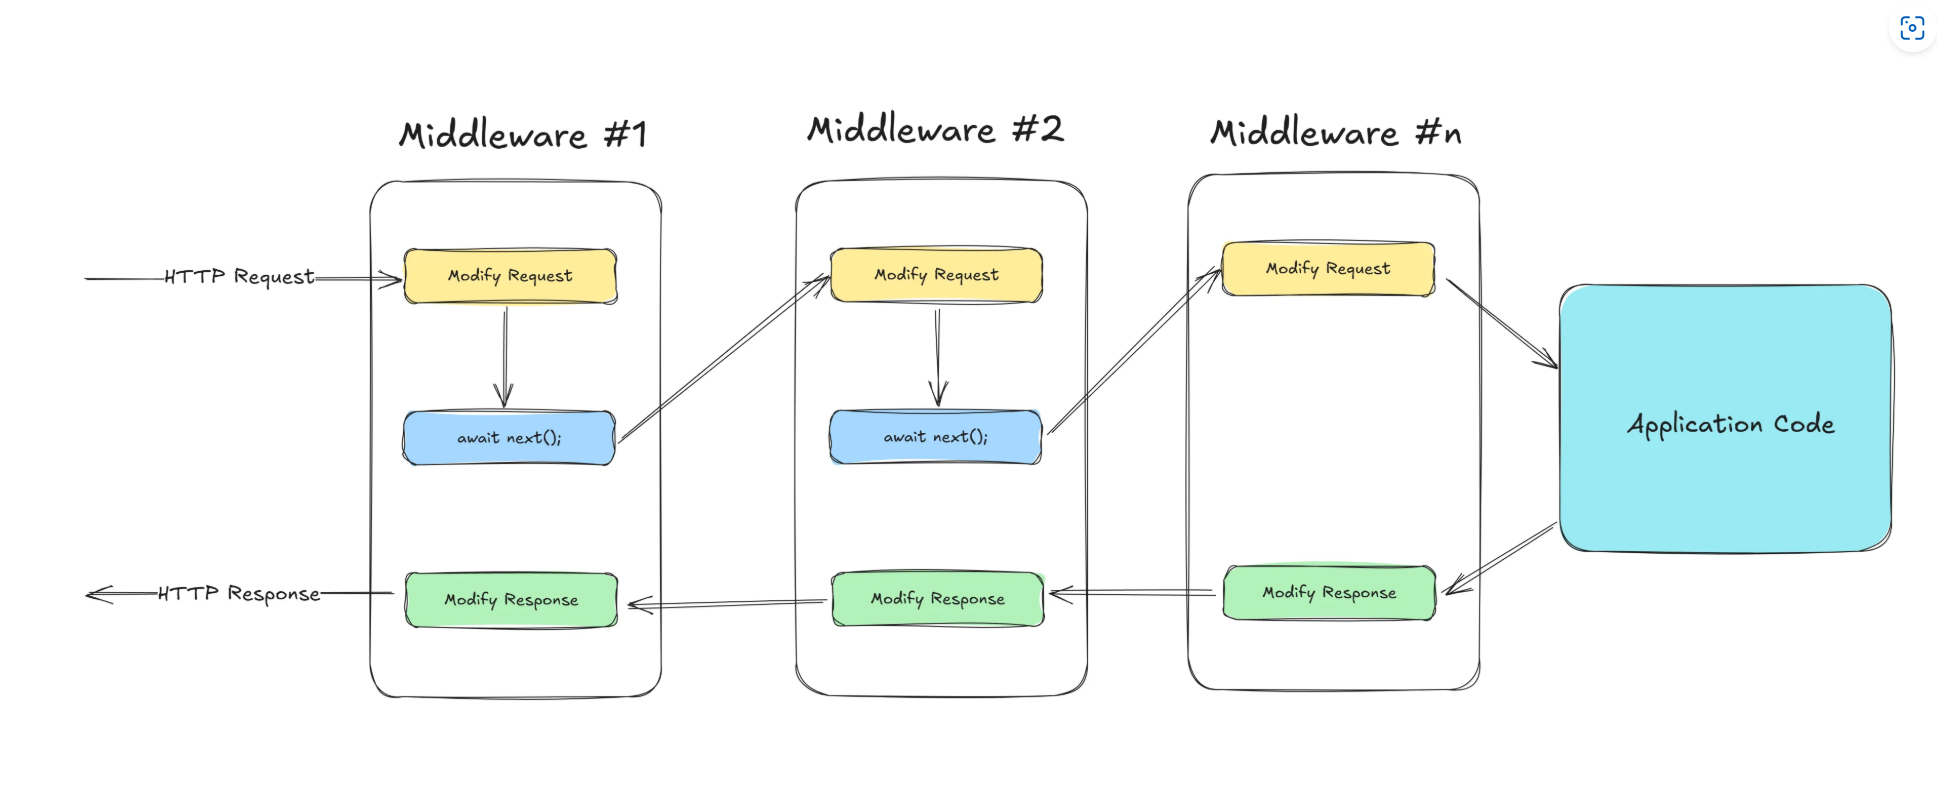 Middleware #1
Middleware #2
Middleware #n
HTTP Request
Modify Request
Modify Request
Modify Request
await next();
await next();
Application Code
HTTP Response
Modify Response
Modify Response
Modify Response